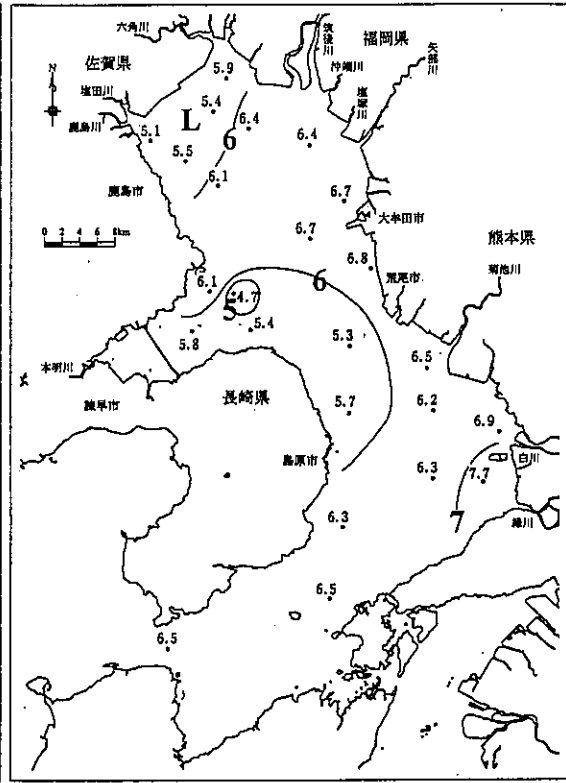 六角川
筑後川
福岡県
沖端川
矢部川
佐賀県
5.9
塩田川
N
5.4
塩塚川
L
6.4
鹿島川
5.1
6
6.4
5.5
鹿島市
6.1
6.7
大牟田市
0 2 4 6 8km
6.7
熊本県
6.8
菊池川
荒尾市
6.1
6
4.7
5
5.4
5.8
5.3
本明川
6.5
長崎県
諫早市
5.7
6.2
6.9
島原市
白川
6.3
7.7
7
緑川
6.3
6.5
6.5